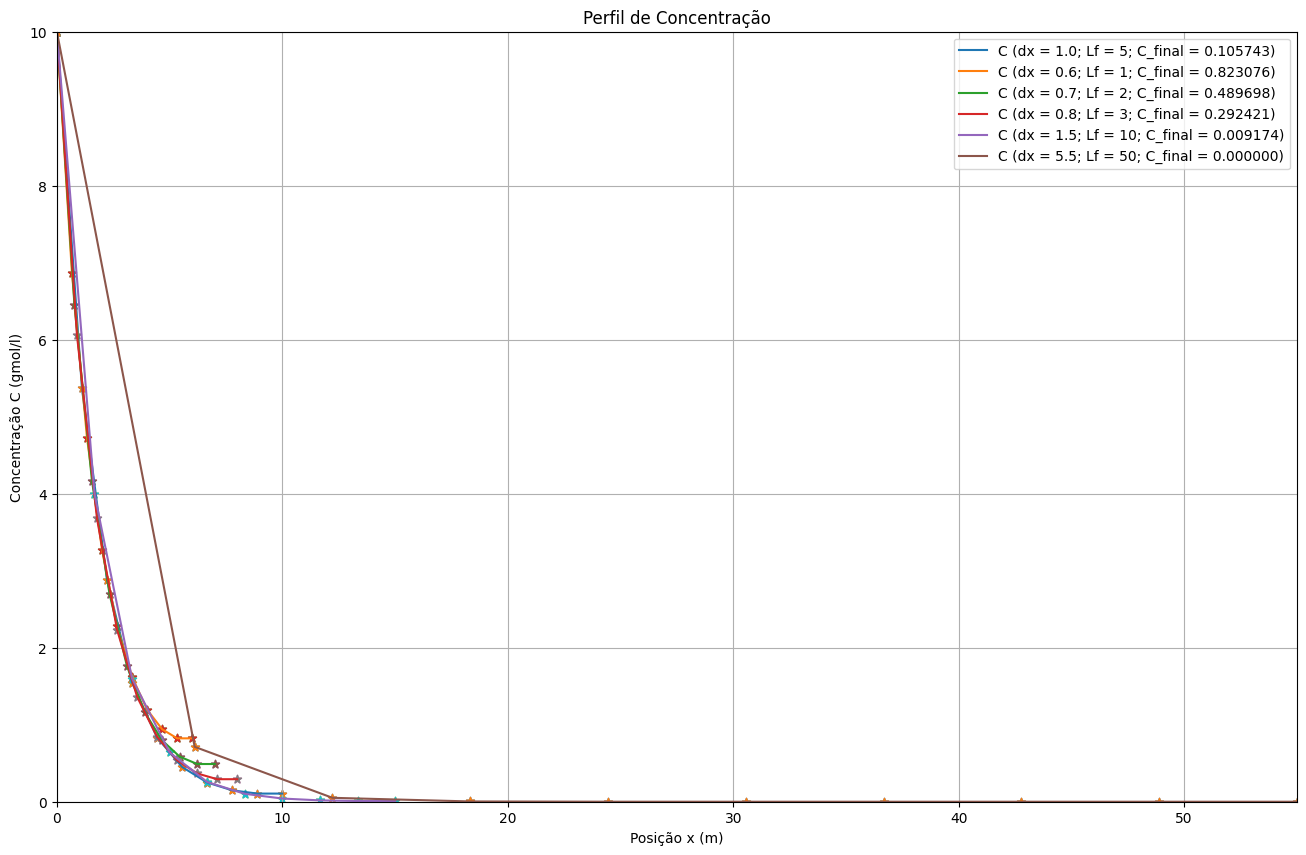 Perfil de Concentração
C (dx = 1.0; Lf = 5; C_final = 0.105743)
C (dx = 0.6; Lf = 1; C_final = 0.823076)
C (dx = 0.7; Lf = 2; C_final = 0.489698)
C (dx = 0.8; Lf = 3; C_final = 0.292421)
C (dx = 1.5; Lf = 10; C_final = 0.009174)
C (dx = 5.5; Lf = 50; C_final = 0.000000)
Concentração C (gmol/l)
10
8
6
4
2
0
0 10 20 30 40 50
Posição x (m)